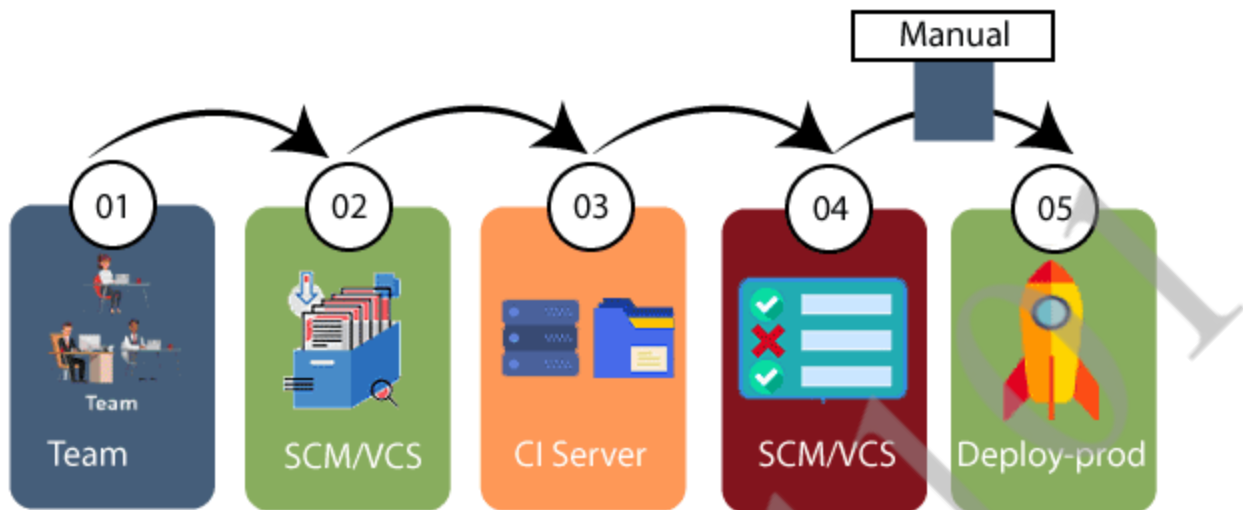 Manual
01
02
03
04
05
Team
Team
SCM/VCS
CI Server
SCM/VCS
Deploy-prod